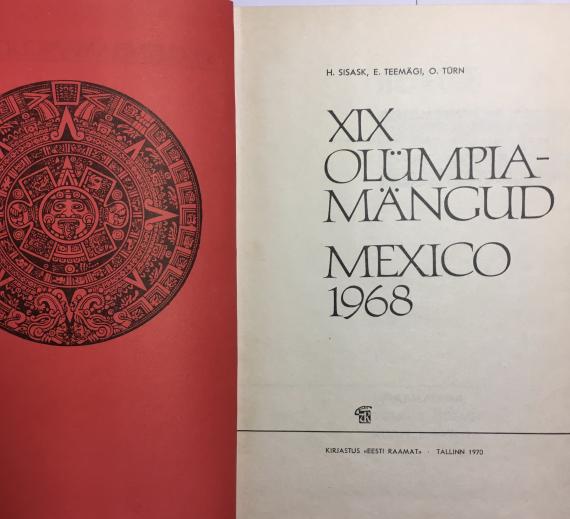 H. SISASK, E. TEEMÄGI, O. TÜRN
XIX
OLÜMPIA-
MÄNGUD
MEXICO
1968
KIRJASTUS «EESTI RAAMAT» · TALLINN 1970